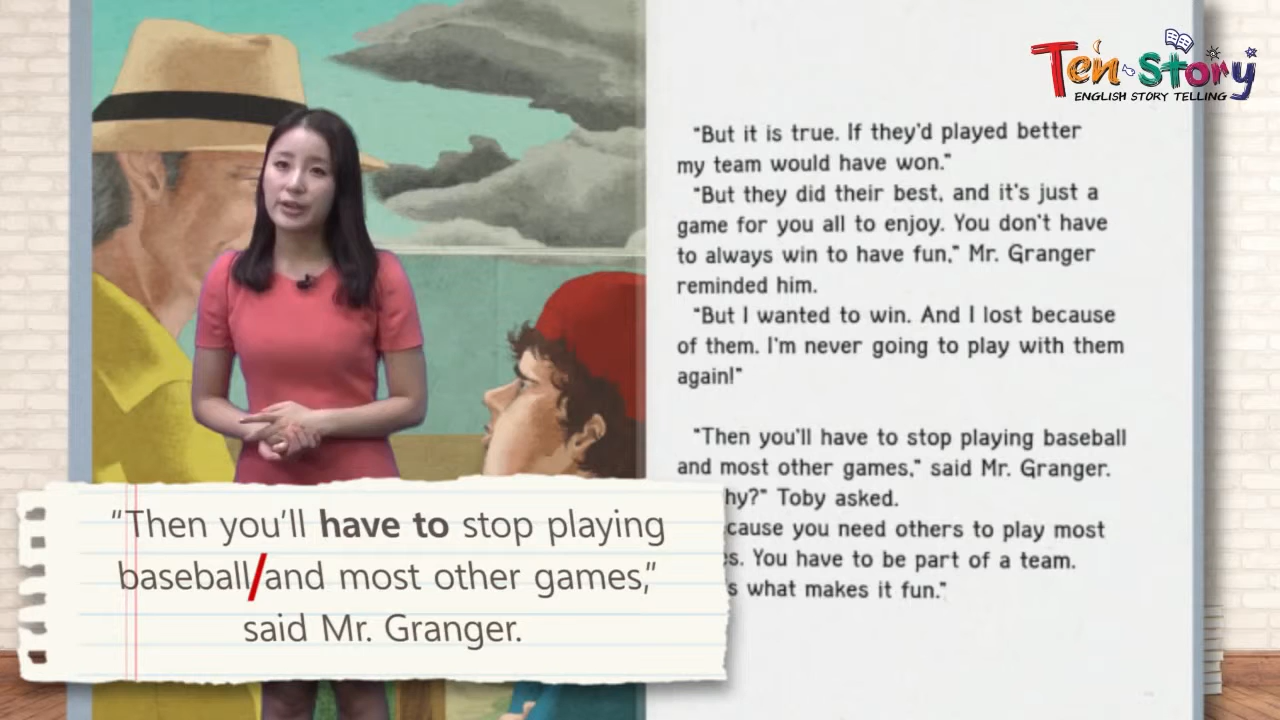 Ten Story
ENGLISH STORY TELLING
"But it is true. If they'd played better
my team would have won."
"But they did their best, and it's just a
game for you all to enjoy. You don't have
to always win to have fun," Mr. Granger
reminded him.
"But I wanted to win. And I lost because
of them. I'm never going to play with them
again!"
"Then you'll have to stop playing baseball
and most other games," said Mr. Granger.
hy?" Toby asked.
cause you need others to play most
s. You have to be part of a team.
s what makes it fun."
"Then you'll have to stop playing
baseball/and most other games,"
said Mr. Granger.